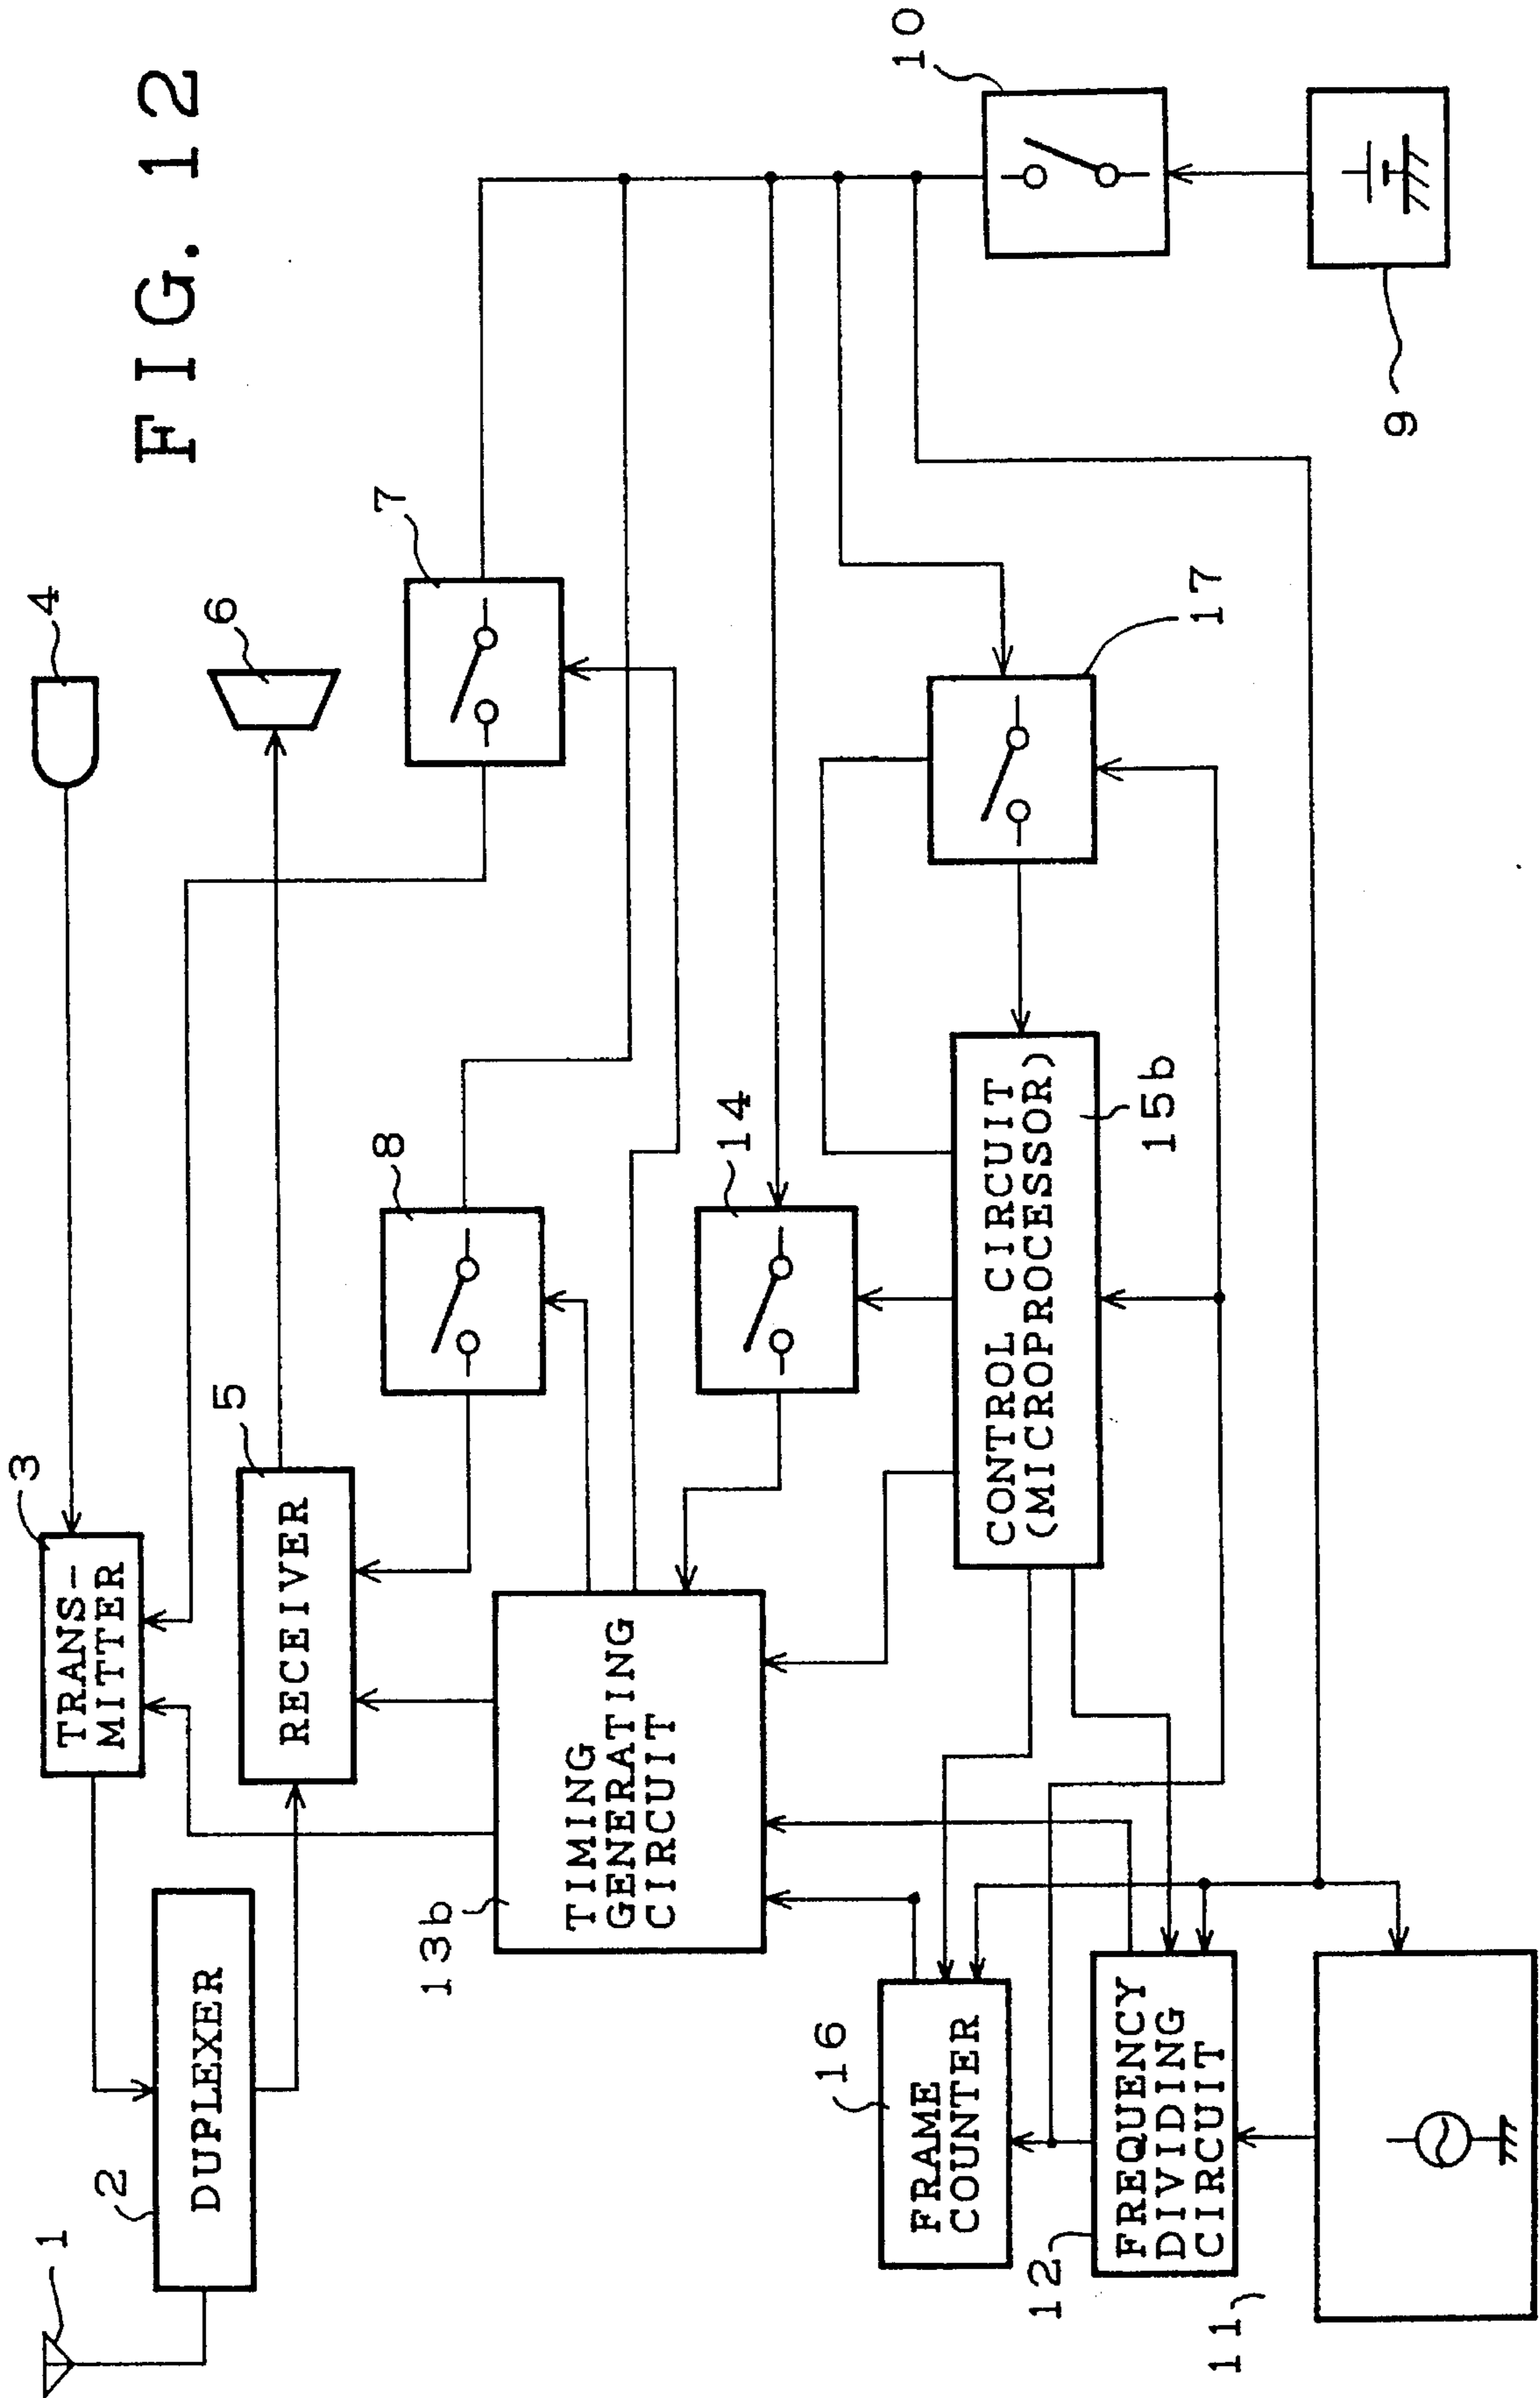 FIG. 12
1
2
DUPLEXER
3
TRANS-
MITTER
4
5
RECEIVER
6
7
8
13b
TIMING
GENERATING
CIRCUIT
14
10
9
16
FRAME
COUNTER
12
FREQUENCY
DIVIDING
CIRCUIT
11
CONTROL CIRCUIT
(MICROPROCESSOR)
15b
17